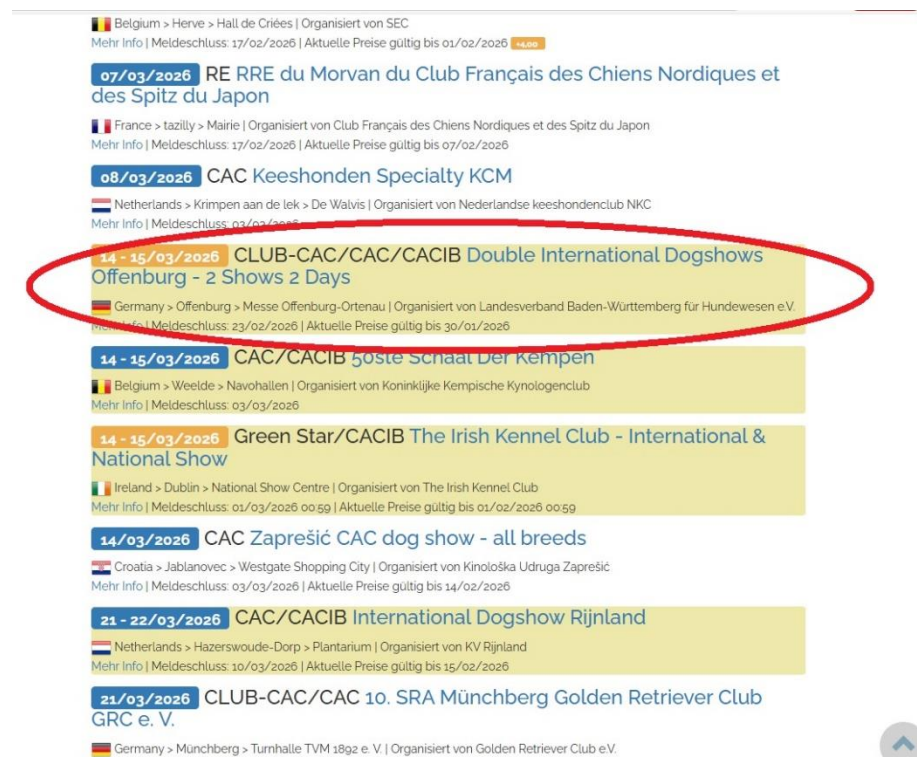 Belgium > Herve > Hall de Criées | Organisiert von SEC
Mehr Info | Meldeschluss: 17/02/2026 | Aktuelle Preise gültig bis 01/02/2026 +4,00
07/03/2026 RE RRE du Morvan du Club Français des Chiens Nordiques et
des Spitz du Japon
France > tazilly > Mairie | Organisiert von Club Français des Chiens Nordiques et des Spitz du Japon
Mehr Info | Meldeschluss: 17/02/2026 | Aktuelle Preise gültig bis 07/02/2026
08/03/2026 CAC Keeshonden Specialty KCM
Netherlands > Krimpen aan de lek > De Walvis | Organisiert von Nederlandse keeshondenclub NKC
Mehr Info | Meldeschluss: 03/03/2026
14 - 15/03/2026 CLUB-CAC/CAC/CACIB Double International Dogshows
Offenburg - 2 Shows 2 Days
Germany > Offenburg > Messe Offenburg-Ortenau | Organisiert von Landesverband Baden-Württemberg für Hundewesen e.V.
Mehr Info | Meldeschluss: 23/02/2026 | Aktuelle Preise gültig bis 30/01/2026
14 - 15/03/2026 CAC/CACIB 50ste Schaal Der Kempen
Belgium > Weelde > Navohallen | Organisiert von Koninklijke Kempische Kynologenclub
Mehr Info | Meldeschluss: 03/03/2026
14 - 15/03/2026 Green Star/CACIB The Irish Kennel Club - International &
National Show
Ireland > Dublin > National Show Centre | Organisiert von The Irish Kennel Club
Mehr Info | Meldeschluss: 01/03/2026 00:59 | Aktuelle Preise gültig bis 01/02/2026 00:59
14/03/2026 CAC Zaprešić CAC dog show - all breeds
Croatia > Jablanovec > Westgate Shopping City | Organisiert von Kinološka Udruga Zaprešić
Mehr Info | Meldeschluss: 03/03/2026 | Aktuelle Preise gültig bis 14/02/2026
21 - 22/03/2026 CAC/CACIB International Dogshow Rijnland
Netherlands > Hazerswoude-Dorp > Plantarium | Organisiert von KV Rijnland
Mehr Info | Meldeschluss: 10/03/2026 | Aktuelle Preise gültig bis 15/02/2026
21/03/2026 CLUB-CAC/CAC 10. SRA Münchberg Golden Retriever Club
GRC e. V.
Germany > Münchberg > Turnhalle TVM 1892 e. V. | Organisiert von Golden Retriever Club e.V.